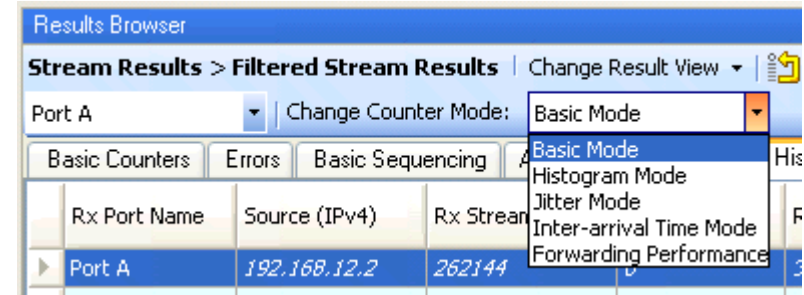 Results Browser
Stream Results > Filtered Stream Results Change Result View
Port A Change Counter Mode: Basic Mode
Basic Mode
Histogram Mode
Jitter Mode
Inter-arrival Time Mode
Forwarding Performance
Basic Counters Errors Basic Sequencing
Rx Port Name Source (IPv4)
Port A 192.168.12.2 262144